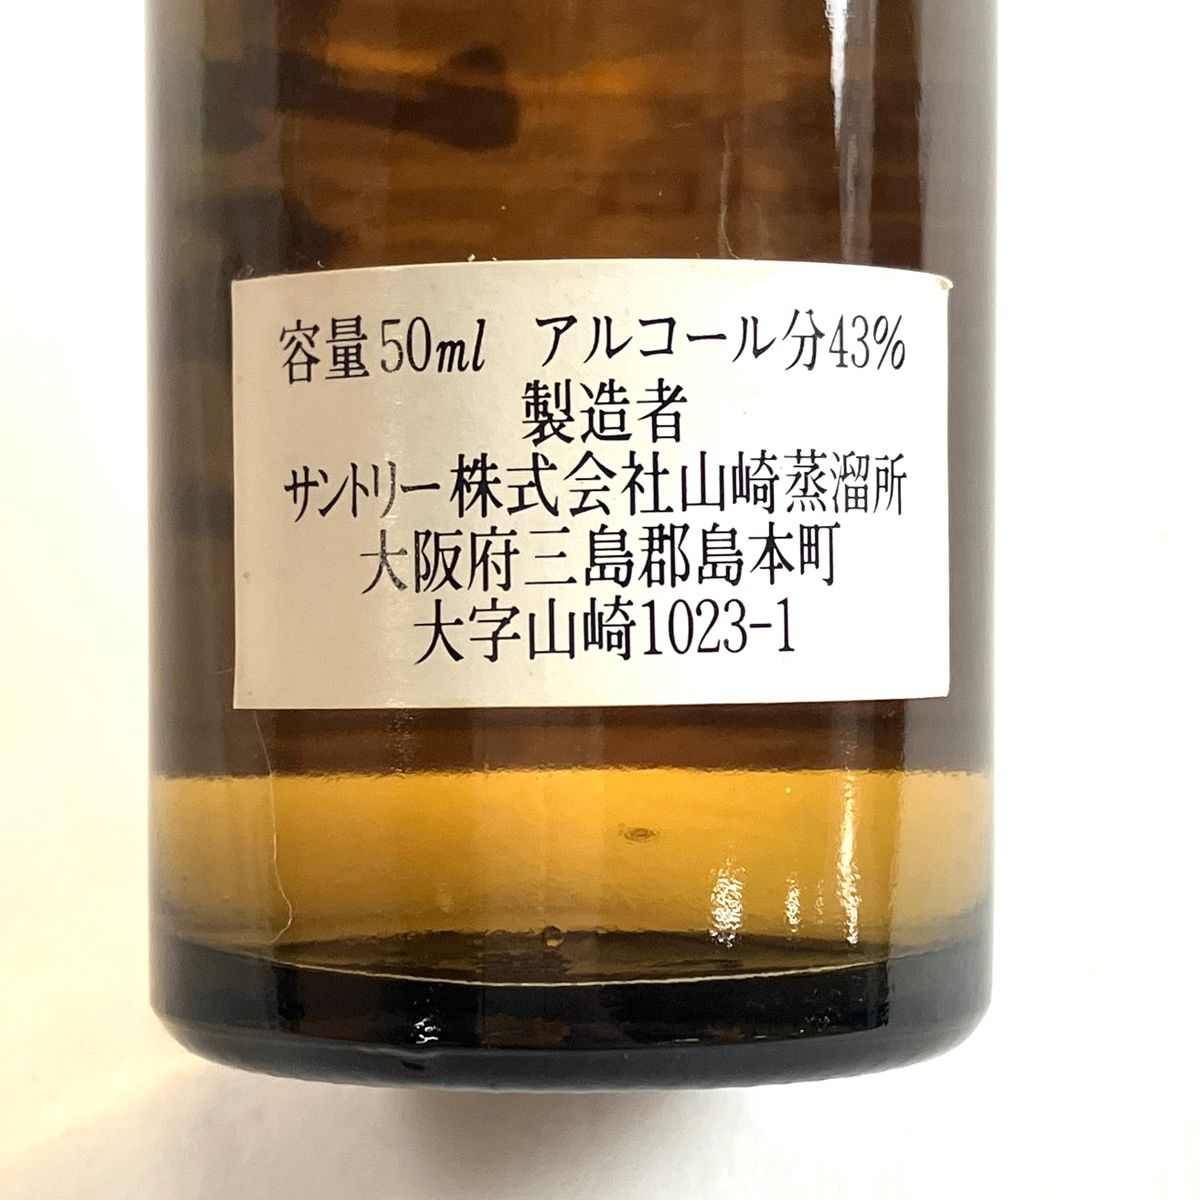 容量50ml アルコール分43%
製造者
サントリー株式会社山崎蒸溜所
大阪府三島郡島本町
大字山崎1023-1